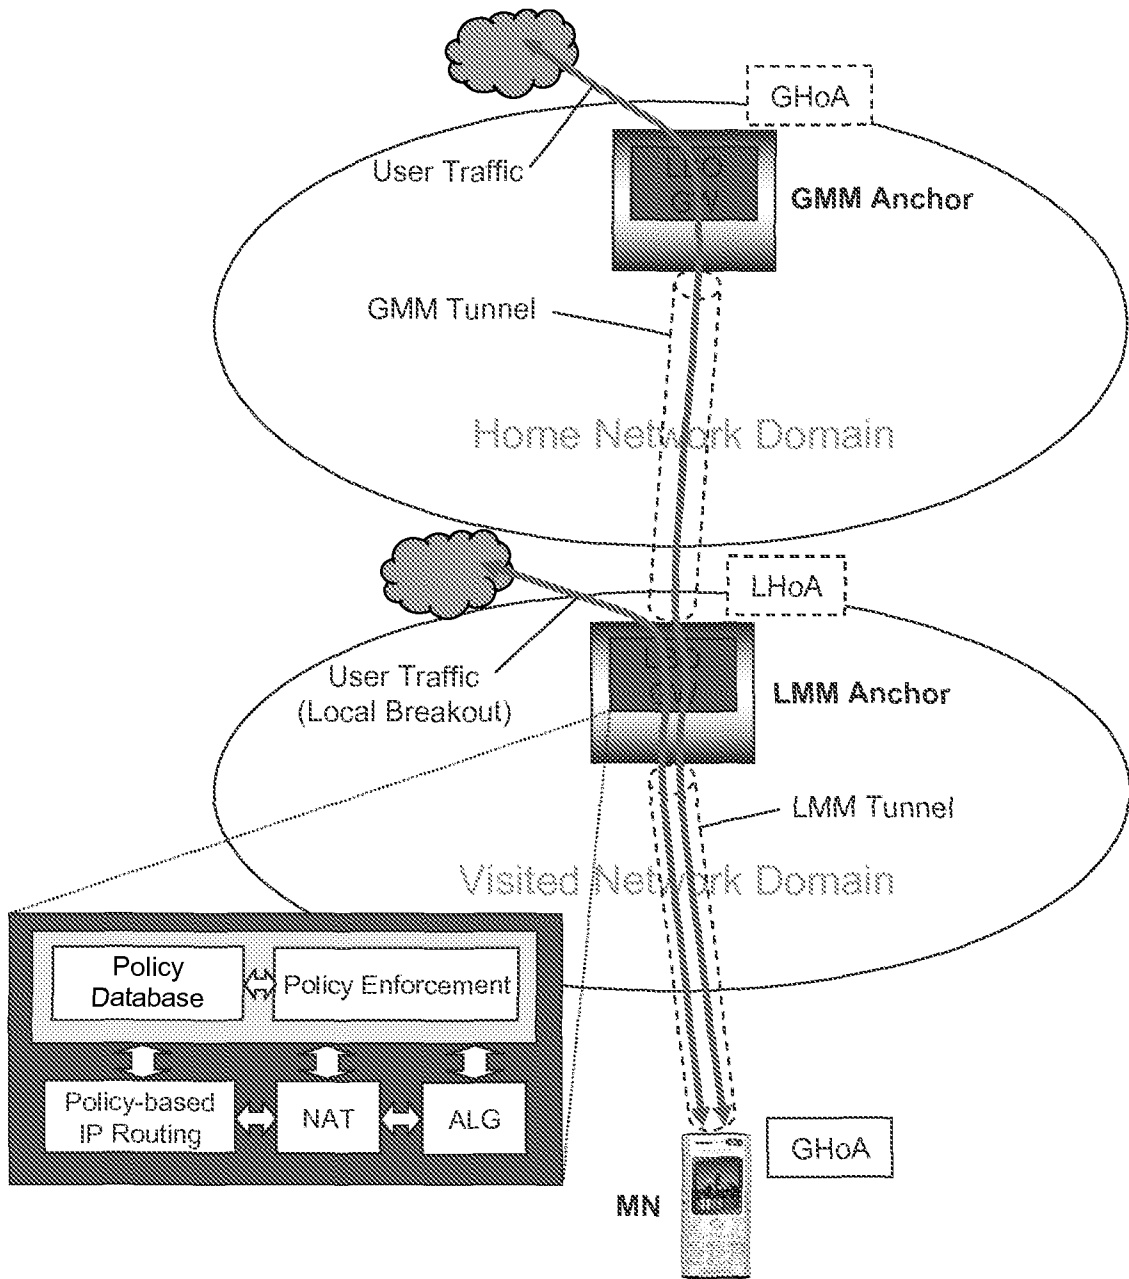 GHoA
User Traffic
GMM Anchor
GMM Tunnel
Home Network Domain
LHoA
User Traffic
(Local Breakout)
LMM Anchor
LMM Tunnel
Visited Network Domain
Policy
Database
Policy Enforcement
Policy-based
IP Routing
NAT
ALG
GHoA
MN